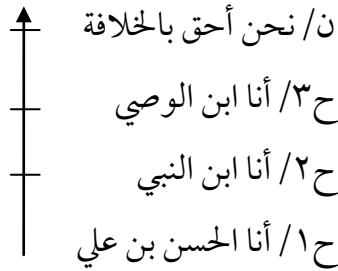 ن/ نحن أحق بالخلافة
ح٣/ أنا ابن الوصي
ح٢/ أنا ابن النبي
ح١/ أنا الحسن بن علي